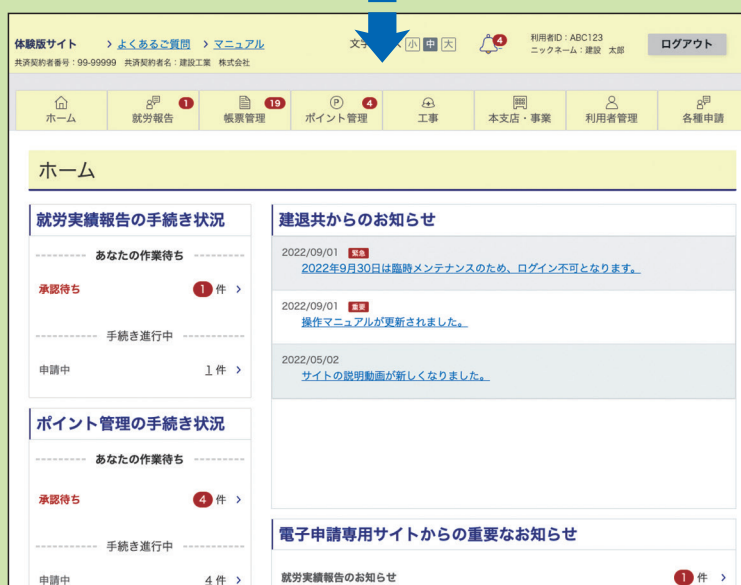 体験版サイト > よくあるご質問 > マニュアル 文字 小 中 大 4 利用者ID：ABC123 ログアウト
ニックネーム：建設 太郎
共済契約者番号：99-99999 共済契約者名：建設工業 株式会社
ホーム
就労報告 1
帳票管理 19
ポイント管理 4
工事
本支店・事業
利用者管理
各種申請
ホーム
就労実績報告の手続き状況
あなたの作業待ち
承認待ち 1 件 >
手続き進行中
申請中 1 件 >
ポイント管理の手続き状況
あなたの作業待ち
承認待ち 4 件 >
手続き進行中
申請中 4 件 >
建退共からのお知らせ
2022/09/01 緊急
2022年9月30日は臨時メンテナンスのため、ログイン不可となります。
2022/09/01 重要
操作マニュアルが更新されました。
2022/05/02
サイトの説明動画が新しくなりました。
電子申請専用サイトからの重要なお知らせ
就労実績報告のお知らせ 1 件 >